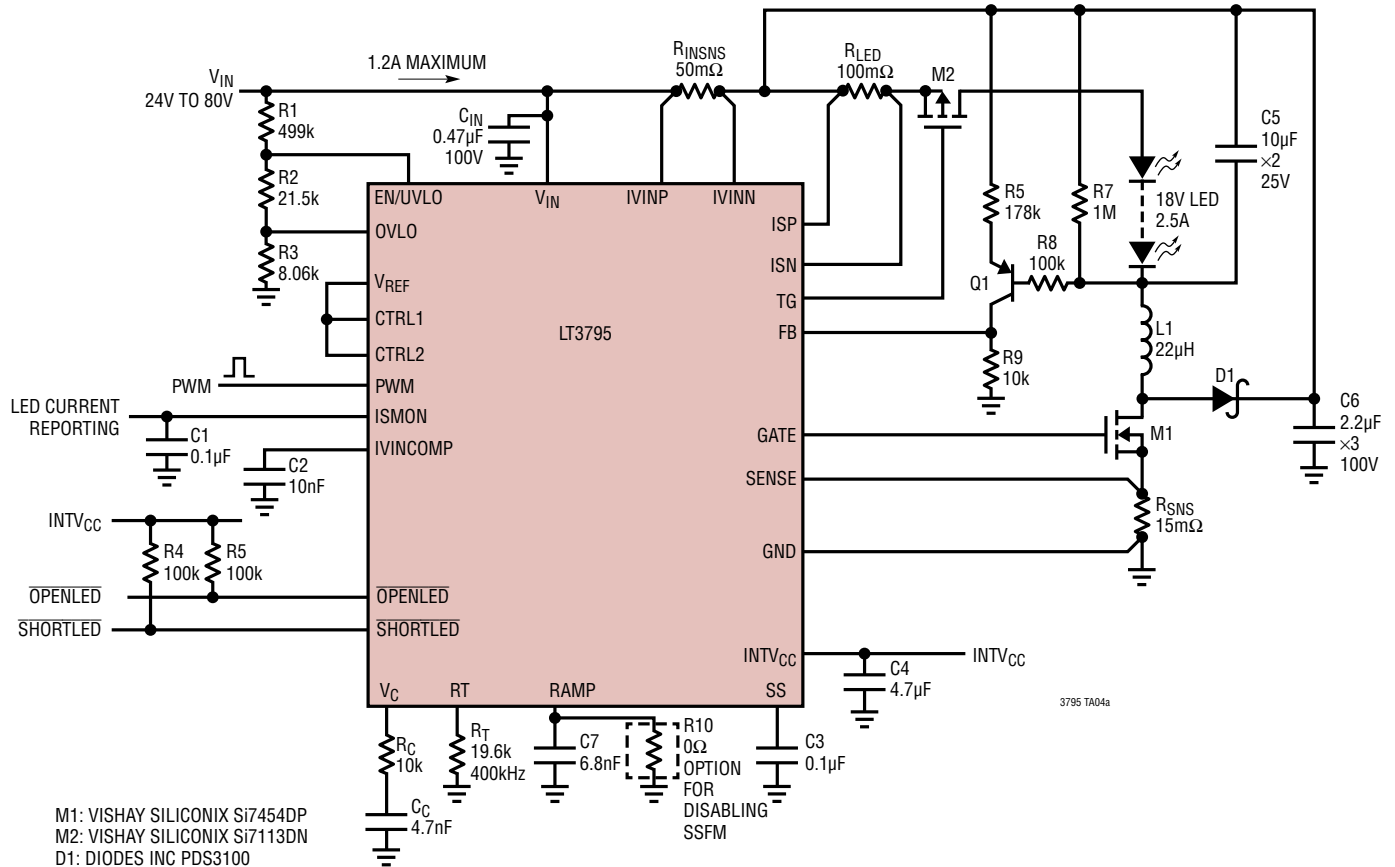 1.2A MAXIMUM
VIN
24V TO 80V
R1
499k
R2
21.5k
R3
8.06k
CIN
0.47µF
100V
RINSNS
50mΩ
RLED
100mΩ
M2
R5
178k
R7
1M
R8
100k
Q1
18V LED
2.5A
C5
10µF
×2
25V
L1
22µH
D1
C6
2.2µF
×3
100V
R9
10k
M1
RSNS
15mΩ
EN/UVLO
VIN
IVINP
IVINN
OVLO
VREF
CTRL1
CTRL2
PWM
ISMON
IVINCOMP
OPENLED
SHORTLED
LT3795
ISP
ISN
TG
FB
GATE
SENSE
GND
INTVCC
VC
RT
RAMP
SS
PWM
LED CURRENT
REPORTING
C1
0.1µF
C2
10nF
INTVCC
R4
100k
R5
100k
OPENLED
SHORTLED
INTVCC
C4
4.7µF
3795 TA04a
RC
10k
CC
4.7nF
RT
19.6k
400kHz
C7
6.8nF
R10
0Ω
OPTION
FOR
DISABLING
SSFM
C3
0.1µF
M1: VISHAY SILICONIX Si7454DP
M2: VISHAY SILICONIX Si7113DN
D1: DIODES INC PDS3100